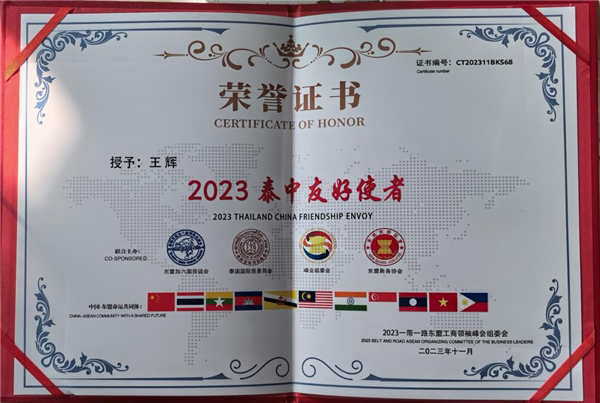 证书编号：CT202311BKS68
Certificate number
荣誉证书
CERTIFICATE OF HONOR
授予：王辉
2023 泰中友好使者
2023 THAILAND CHINA FRIENDSHIP ENVOY
联合主办：
CO-SPONSORED
东盟加六国贸促会
泰国国际贸易商会
峰会组委会
东盟商务协会
中国-东盟命运共同体：
CHINA-ASEAN COMMUNITY WITH A SHARED FUTURE
2023一带一路东盟工商领袖峰会组委会
2023 BELT AND ROAD ASEAN ORGANIZING COMMITTEE OF THE BUSINESS LEADERS
二〇二三年十一月